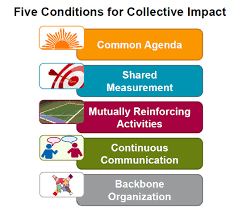 Five Conditions for Collective Impact
Common Agenda
Shared
Measurement
Mutually Reinforcing
Activities
Continuous
Communication
Backbone
Organization